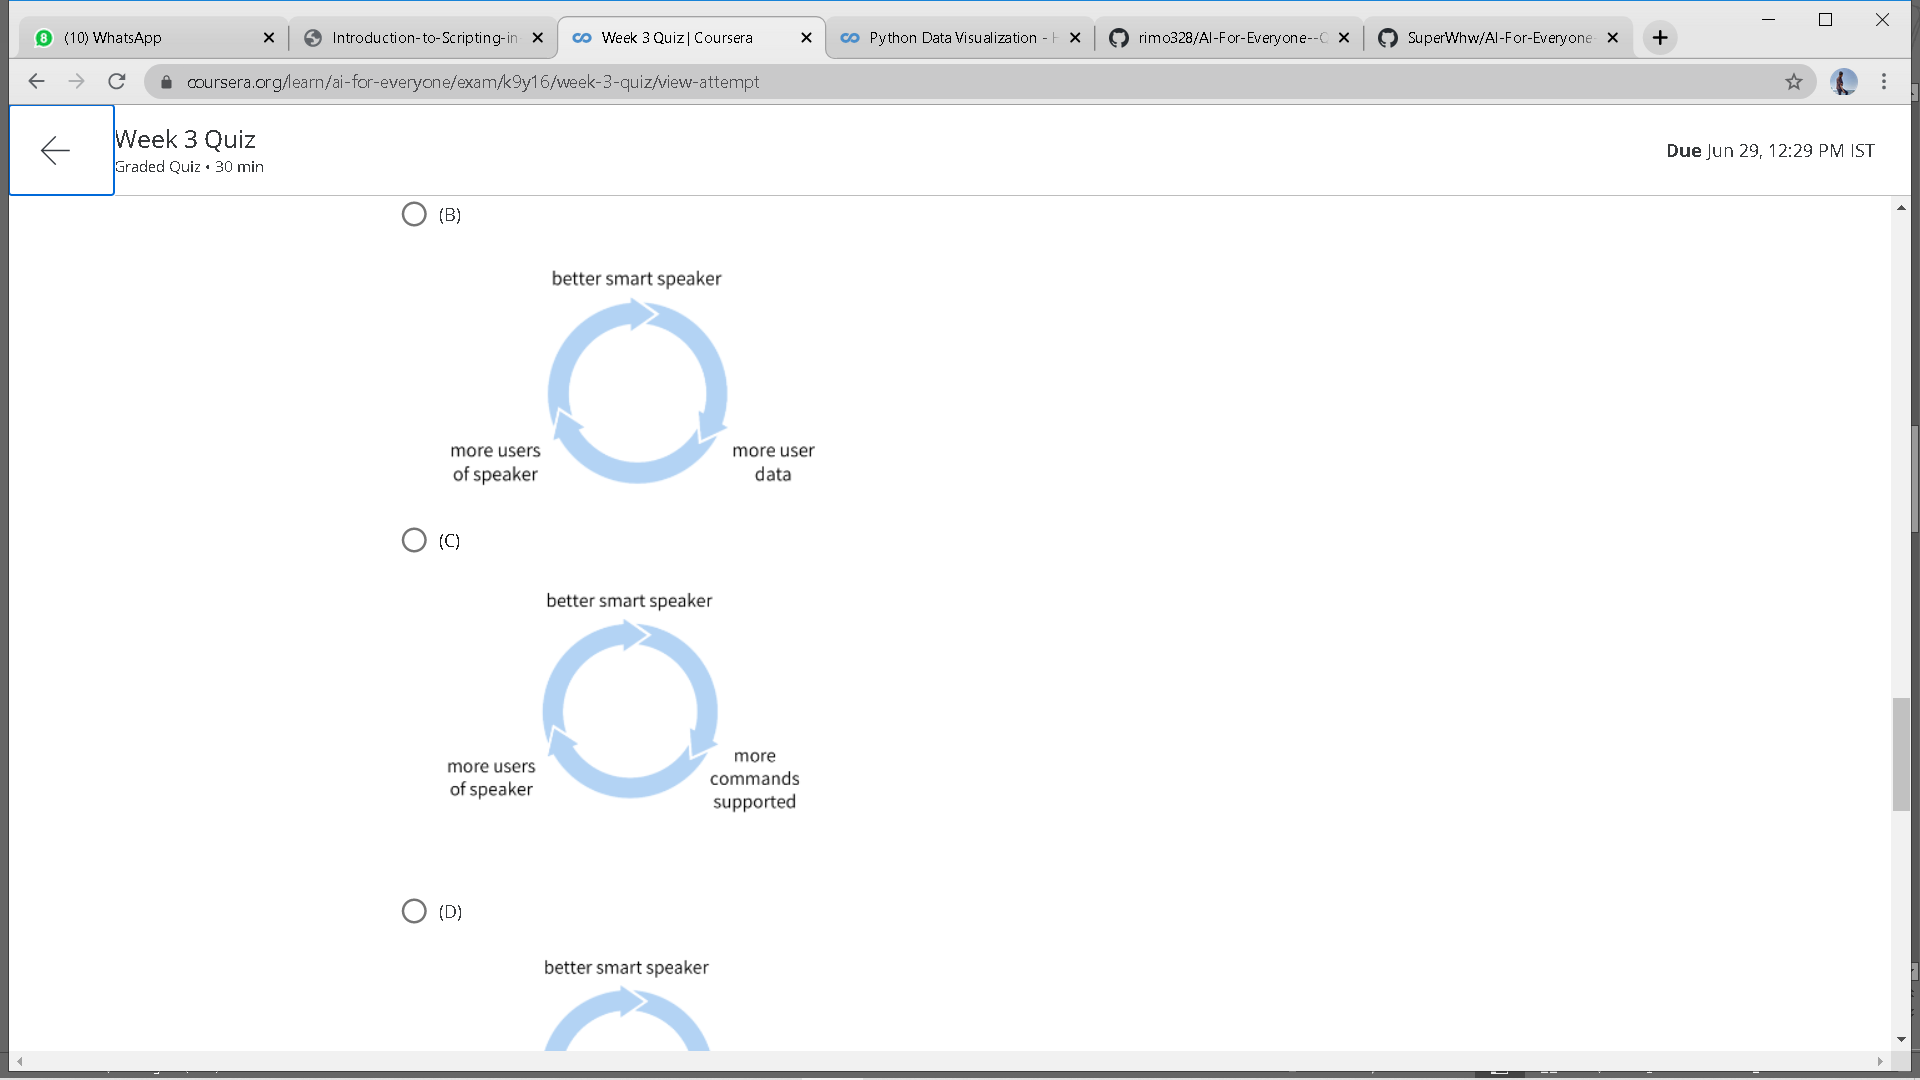 (10) WhatsApp
Introduction-to-Scripting-in
Week 3 Quiz | Coursera
Python Data Visualization - H
rimo328/AI-For-Everyone--C
SuperWhw/AI-For-Everyone
coursera.org/learn/ai-for-everyone/exam/k9y16/week-3-quiz/view-attempt
Week 3 Quiz
Graded Quiz • 30 min
Due Jun 29, 12:29 PM IST
(B)
better smart speaker
more users
of speaker
more user
data
(C)
better smart speaker
more users
of speaker
more
commands
supported
(D)
better smart speaker